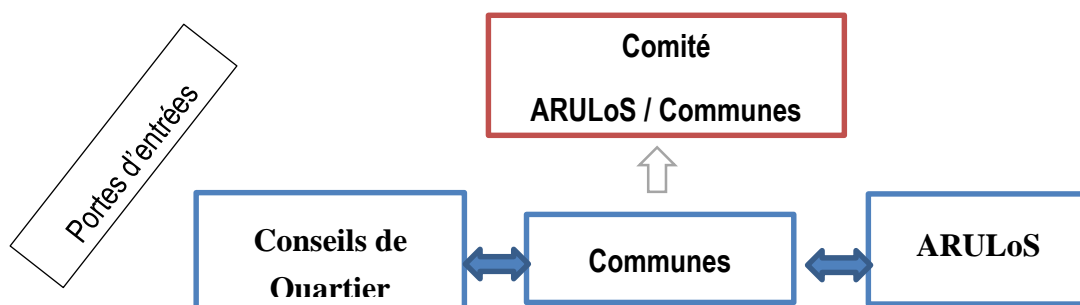 Portes d'entrées
Comité
ARULoS / Communes
Conseils de
Quartier
Communes
ARULoS